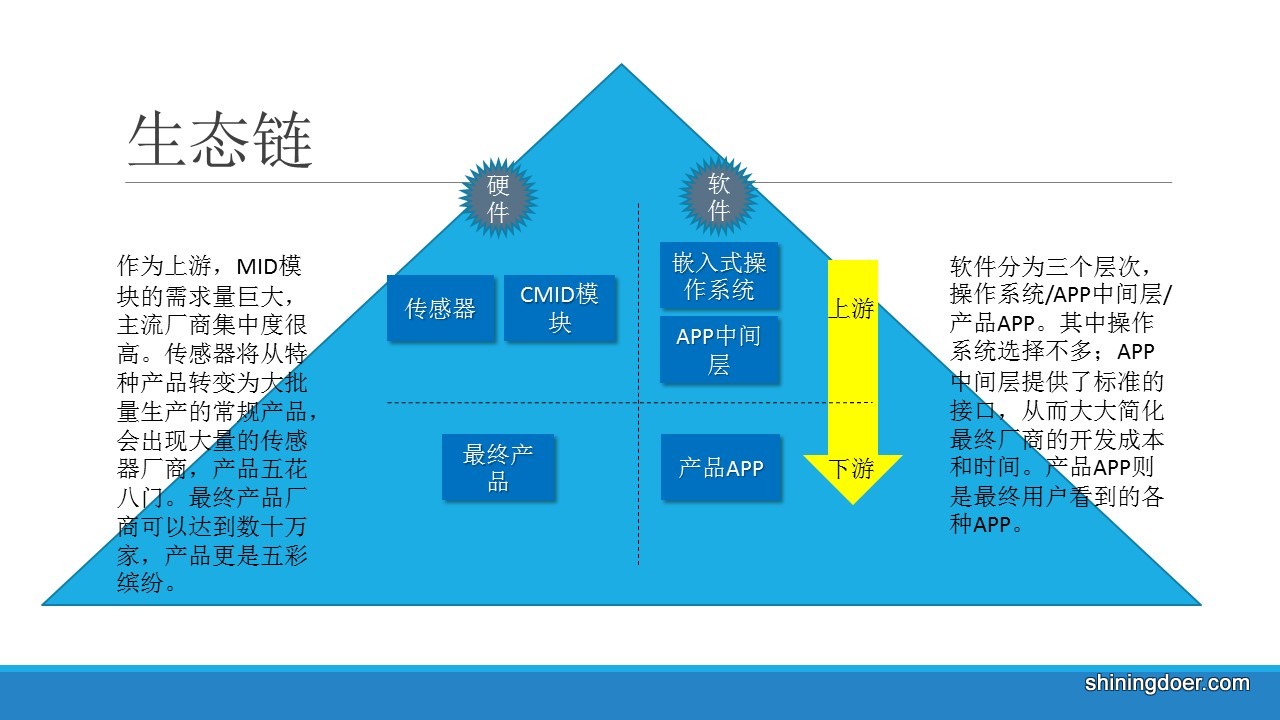 生态链
硬
件
软
件
作为上游，MID模
块的需求量巨大，
主流厂商集中度很
高。传感器将从特
种产品转变为大批
量生产的常规产品，
会出现大量的传感
器厂商，产品五花
八门。最终产品厂
商可以达到数十万
家，产品更是五彩
缤纷。
传感器
CMID模
块
最终产
品
嵌入式操
作系统
APP中间
层
产品APP
上游
下游
软件分为三个层次，
操作系统/APP中间层/
产品APP。其中操作
系统选择不多；APP
中间层提供了标准的
接口，从而大大简化
最终厂商的开发成本
和时间。产品APP则
是最终用户看到的各
种APP。
shiningdoer.com